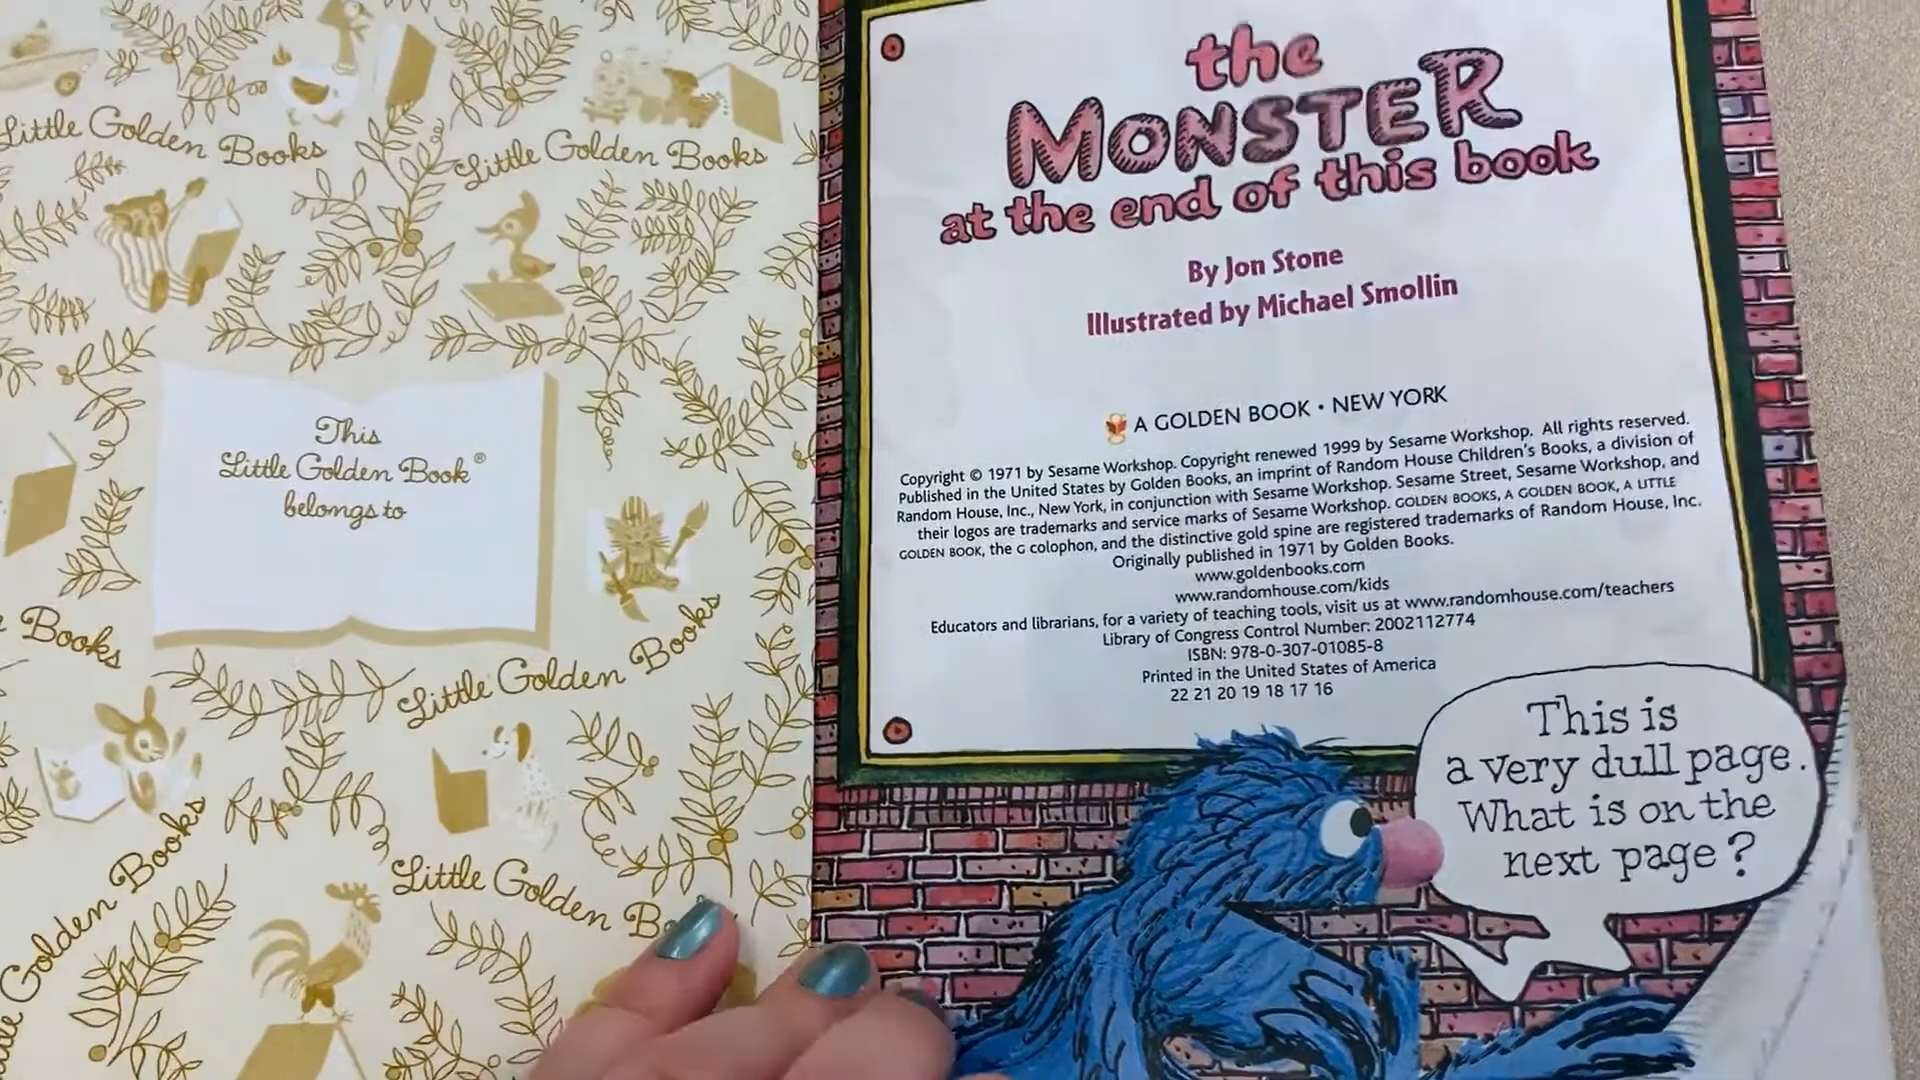 Little Golden Books
Little Golden Books
This
Little Golden Book®
belongs to
Books
Little Golden Books
Golden Books
Little Golden
the
MONSTER
at the end of this book
By Jon Stone
Illustrated by Michael Smollin
A GOLDEN BOOK • NEW YORK
Copyright © 1971 by Sesame Workshop. Copyright renewed 1999 by Sesame Workshop. All rights reserved.
Published in the United States by Golden Books, an imprint of Random House Children's Books, a division of
Random House, Inc., New York, in conjunction with Sesame Workshop. Sesame Street, Sesame Workshop, and
their logos are trademarks and service marks of Sesame Workshop. GOLDEN BOOKS, A GOLDEN BOOK, A LITTLE
GOLDEN BOOK, the G colophon, and the distinctive gold spine are registered trademarks of Random House, Inc.
Originally published in 1971 by Golden Books.
www.goldenbooks.com
www.randomhouse.com/kids
Educators and librarians, for a variety of teaching tools, visit us at www.randomhouse.com/teachers
Library of Congress Control Number: 2002112774
ISBN: 978-0-307-01085-8
Printed in the United States of America
22 21 20 19 18 17 16
This is
a very dull page.
What is on the
next page?